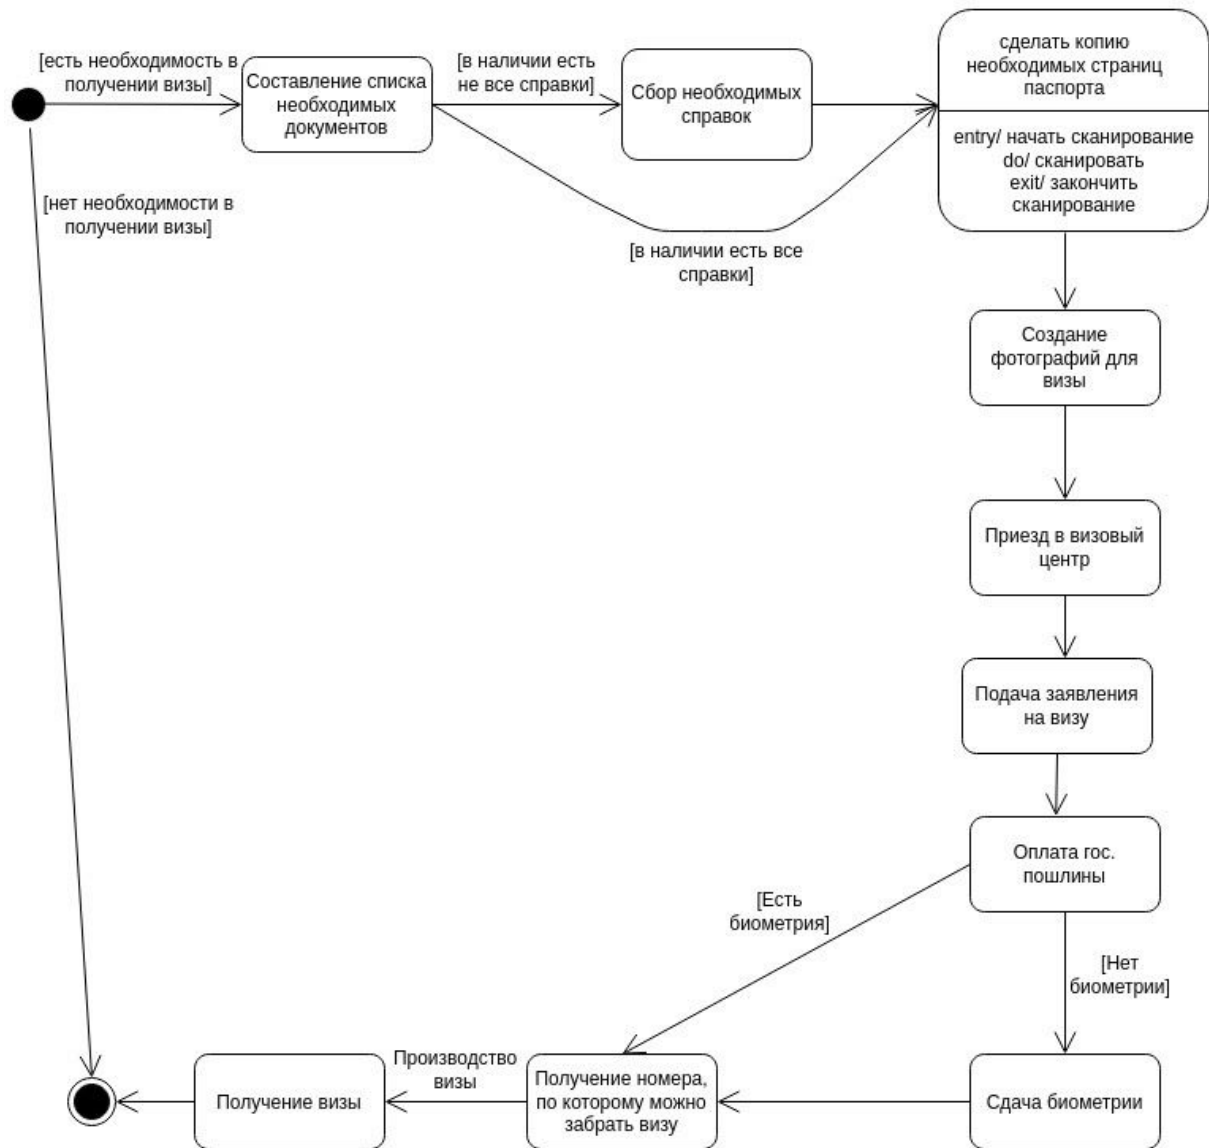 [есть необходимость в
получении визы]
Составление списка
необходимых
документов
[в наличии есть
не все справки]
Сбор необходимых
справок
сделать копию
необходимых страниц
паспорта
entry/ начать сканирование
do/ сканировать
exit/ закончить
сканирование
[нет необходимости в
получении визы]
[в наличии есть все
справки]
Создание
фотографий для
визы
Приезд в визовый
центр
Подача заявления
на визу
Оплата гос.
пошлины
[Есть
биометрия]
[Нет
биометрии]
Сдача биометрии
Получение номера,
по которому можно
забрать визу
Производство
визы
Получение визы